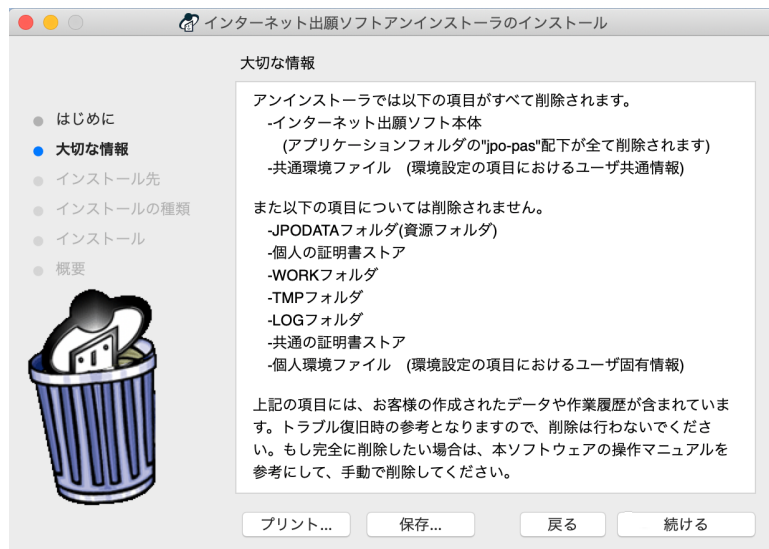 インターネット出願ソフトアンインストーラのインストール
大切な情報
はじめに
大切な情報
インストール先
インストールの種類
インストール
概要
アンインストーラでは以下の項目がすべて削除されます。
-インターネット出願ソフト本体
(アプリケーションフォルダの"jpo-pas"配下が全て削除されます)
-共通環境ファイル (環境設定の項目におけるユーザ共通情報)
また以下の項目については削除されません。
-JPODATAフォルダ(資源フォルダ)
-個人の証明書ストア
-WORKフォルダ
-TMPフォルダ
-LOGフォルダ
-共通の証明書ストア
-個人環境ファイル (環境設定の項目におけるユーザ固有情報)
上記の項目には、お客様の作成されたデータや作業履歴が含まれていま
す。トラブル復旧時の参考となりますので、削除は行わないでくださ
い。もし完全に削除したい場合は、本ソフトウェアの操作マニュアルを
参考にして、手動で削除してください。
プリント... 保存... 戻る 続ける